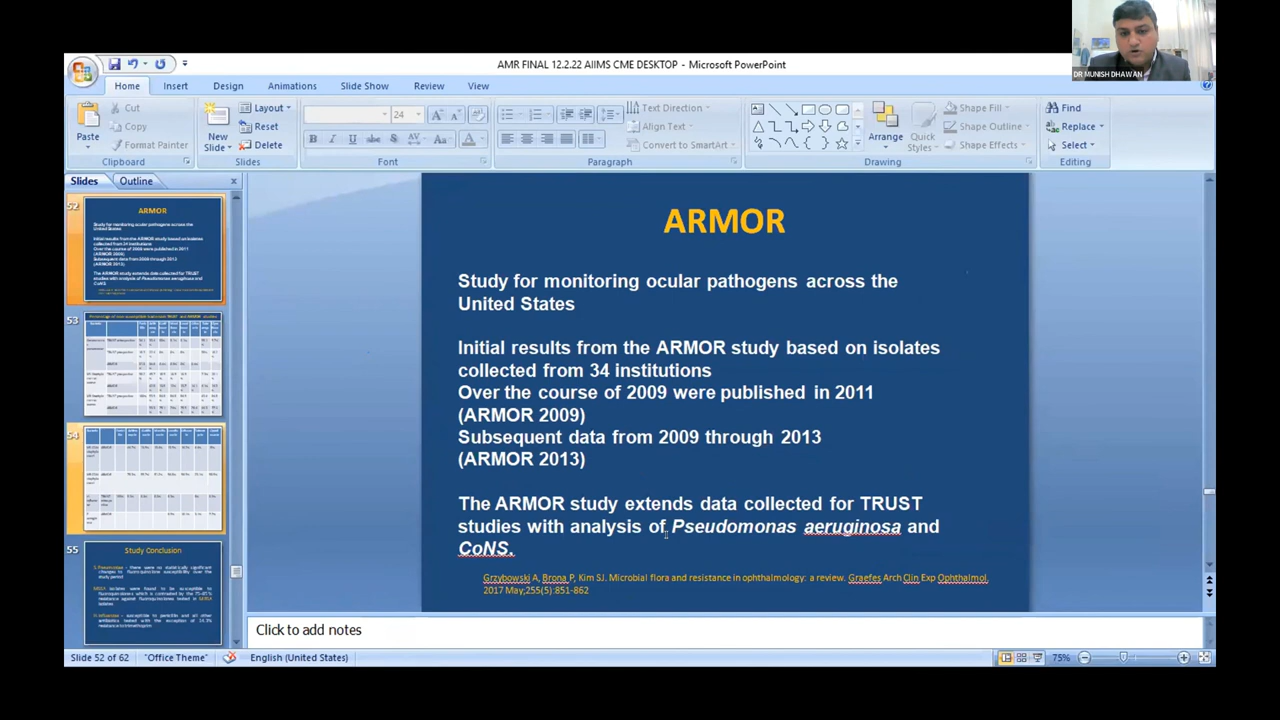 DR MUNISH DHAWAN
AMR FINAL 12.2.22 AIIMS CME DESKTOP - Microsoft PowerPoint
Home Insert Design Animations Slide Show Review View
Paste
Cut
Copy
Format Painter
Clipboard
New Slide
Layout
Reset
Delete
Slides
24
Font
Text Direction
Align Text
Convert to SmartArt
Paragraph
Arrange
Quick Styles
Shape Fill
Shape Outline
Shape Effects
Drawing
Find
Replace
Select
Editing
Slides Outline
52
ARMOR
53
54
55
Study Conclusion
ARMOR
Study for monitoring ocular pathogens across the
United States
Initial results from the ARMOR study based on isolates
collected from 34 institutions
Over the course of 2009 were published in 2011
(ARMOR 2009)
Subsequent data from 2009 through 2013
(ARMOR 2013)
The ARMOR study extends data collected for TRUST
studies with analysis of Pseudomonas aeruginosa and
CoNS.
Grzybowski A, Brona P, Kim SJ. Microbial flora and resistance in ophthalmology: a review. Graefes Arch Clin Exp Ophthalmol,
2017 May;255(5):851-862
Click to add notes
Slide 52 of 62 "Office Theme" English (United States) 75%